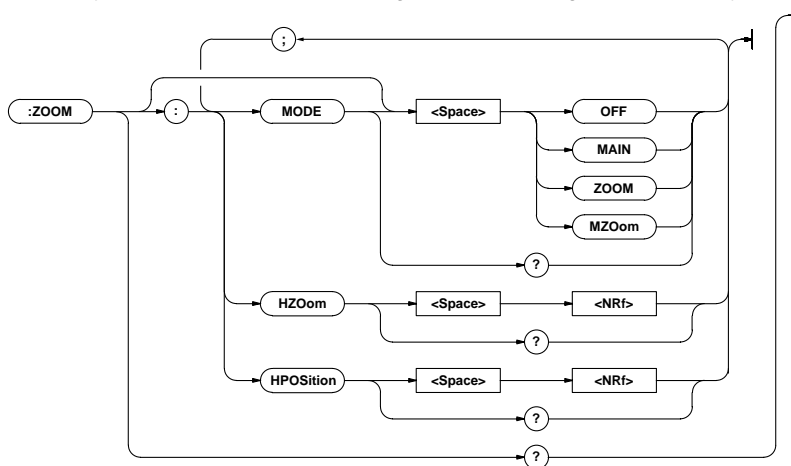 ;
:ZOOM : MODE <Space> OFF
MAIN
ZOOM
MZOom
?
HZOom <Space> <NRf>
?
HPOSition <Space> <NRf>
?
?